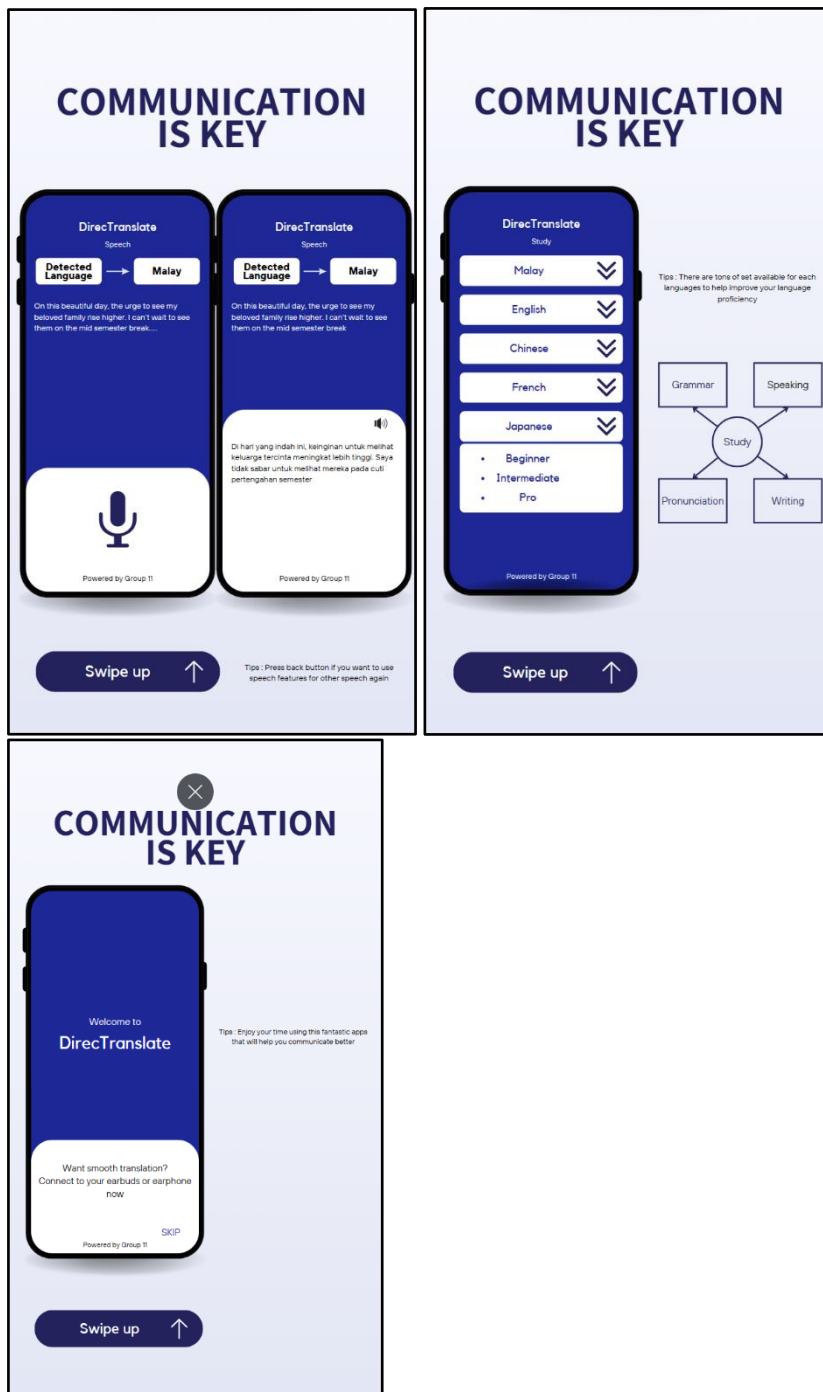 COMMUNICATION
IS KEY
DirecTranslate
Speech
Detected
Language
Malay
On this beautiful day, the urge to see my
beloved family rise higher. I can't wait to see
them on the mid semester break....
Powered by Group 11
DirecTranslate
Speech
Detected
Language
Malay
On this beautiful day, the urge to see my
beloved family rise higher. I can't wait to see
them on the mid semester break
Di hari yang indah ini, keinginan untuk melihat
keluarga tercinta meningkat lebih tinggi. Saya
tidak sabar untuk melihat mereka pada cuti
pertengahan semester
Powered by Group 11
Swipe up
Tips : Press back button if you want to use
speech features for other speech again
COMMUNICATION
IS KEY
DirecTranslate
Study
Malay
English
Chinese
French
Japanese
• Beginner
• Intermediate
• Pro
Powered by Group 11
Tips : There are tons of set available for each
languages to help improve your language
proficiency
Grammar
Speaking
Study
Pronunciation
Writing
Swipe up
COMMUNICATION
IS KEY
Welcome to
DirecTranslate
Want smooth translation?
Connect to your earbuds or earphone
now
SKIP
Powered by Group 11
Tips : Enjoy your time using this fantastic apps
that will help you communicate better
Swipe up